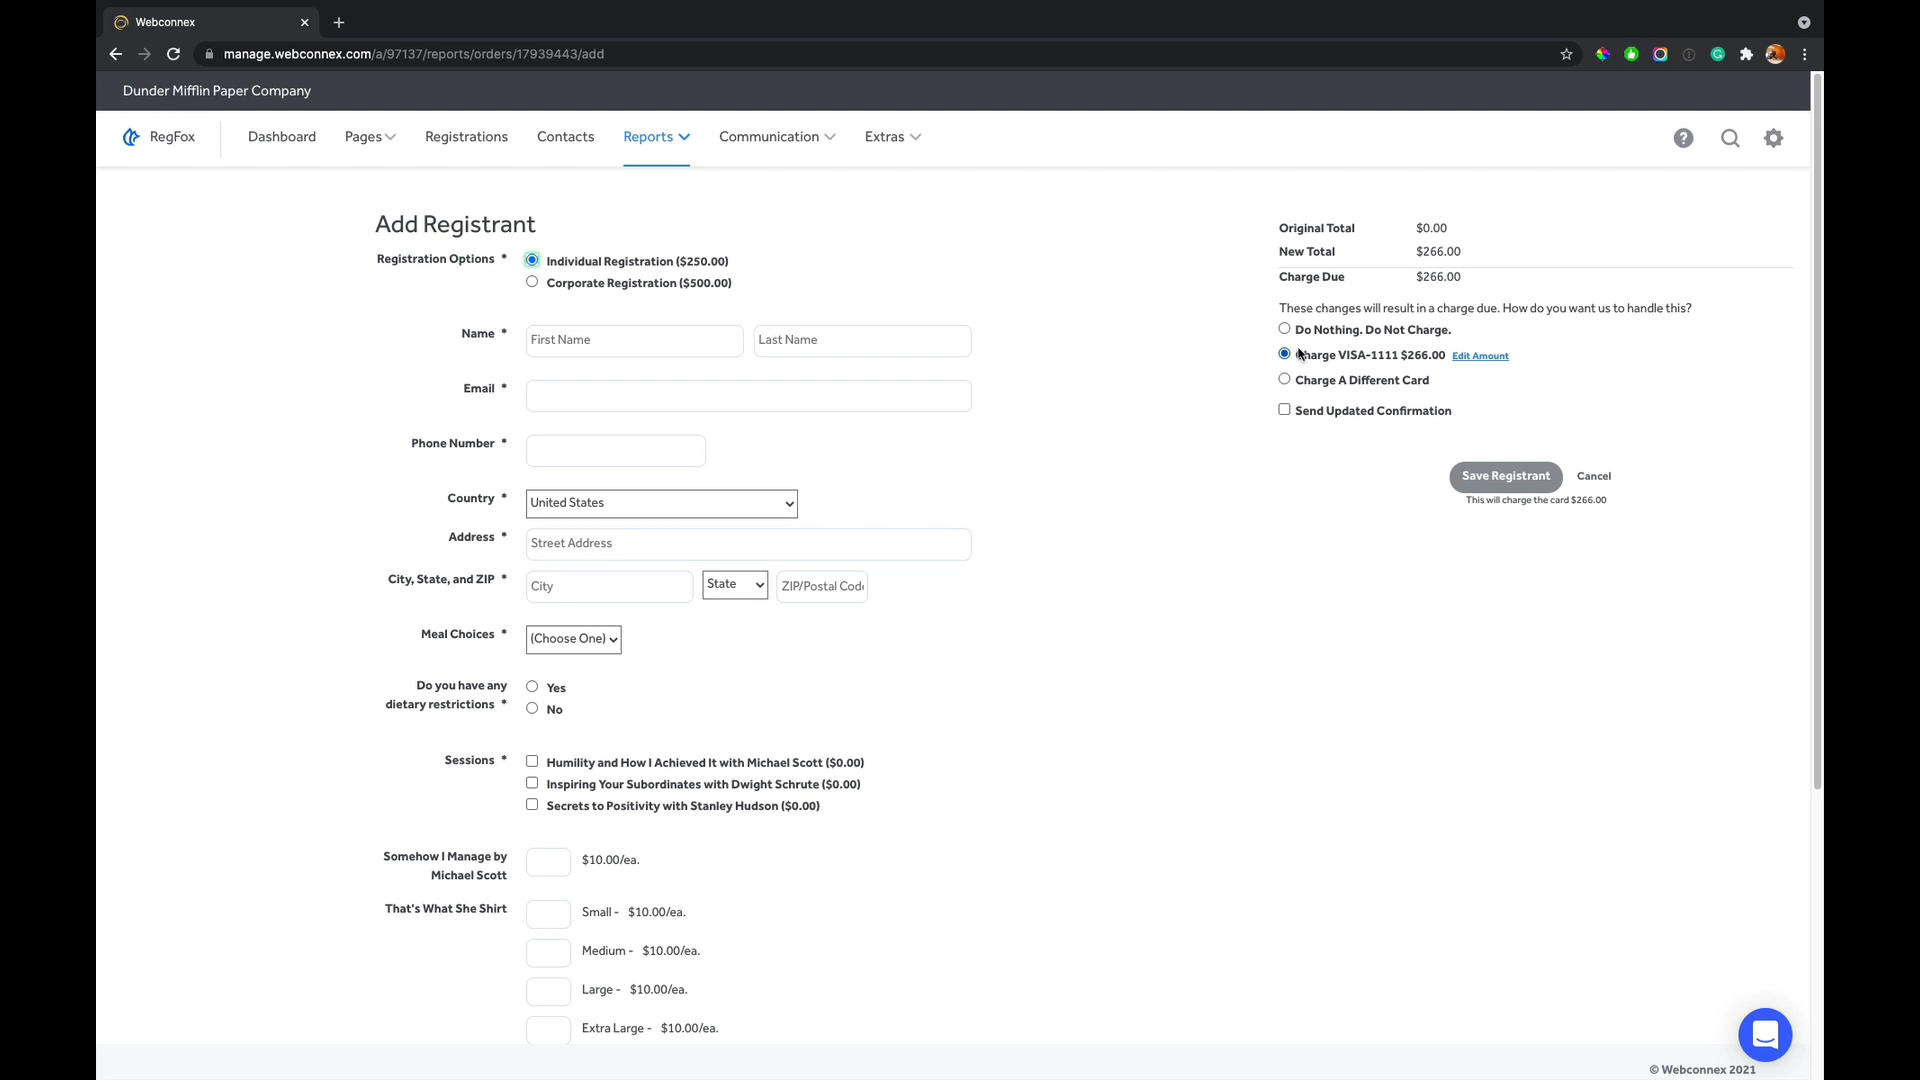 Webconnex
manage.webconnex.com/a/97137/reports/orders/17939443/add
Dunder Mifflin Paper Company
RegFox
Dashboard
Pages
Registrations
Contacts
Reports
Communication
Extras
Add Registrant
Registration Options *
Individual Registration ($250.00)
Corporate Registration ($500.00)
Name *
First Name
Last Name
Email *
Phone Number *
Country *
United States
Address *
Street Address
City, State, and ZIP *
City
State
ZIP/Postal Cod
Meal Choices *
(Choose One)
Do you have any
dietary restrictions *
Yes
No
Sessions *
Humility and How I Achieved It with Michael Scott ($0.00)
Inspiring Your Subordinates with Dwight Schrute ($0.00)
Secrets to Positivity with Stanley Hudson ($0.00)
Somehow I Manage by
Michael Scott
$10.00/ea.
That's What She Shirt
Small - $10.00/ea.
Medium - $10.00/ea.
Large - $10.00/ea.
Extra Large - $10.00/ea.
Original Total $0.00
New Total $266.00
Charge Due $266.00
These changes will result in a charge due. How do you want us to handle this?
Do Nothing. Do Not Charge.
Charge VISA-1111 $266.00 Edit Amount
Charge A Different Card
Send Updated Confirmation
Save Registrant
Cancel
This will charge the card $266.00
© Webconnex 2021